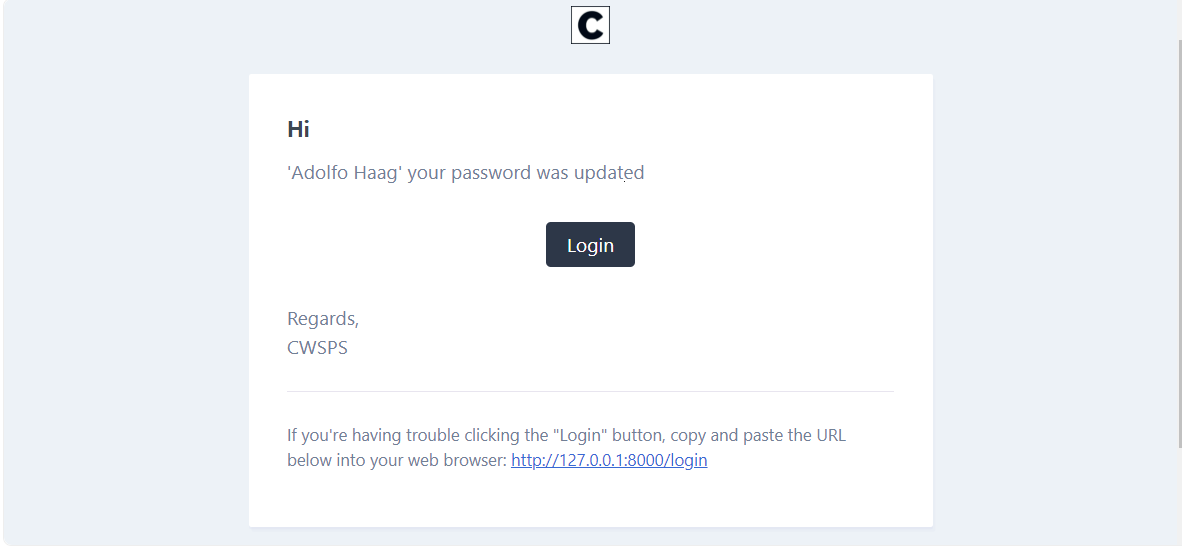 C
Hi
'Adolfo Haag' your password was updated
Login
Regards,
CWSPS
If you're having trouble clicking the "Login" button, copy and paste the URL
below into your web browser: http://127.0.0.1:8000/login